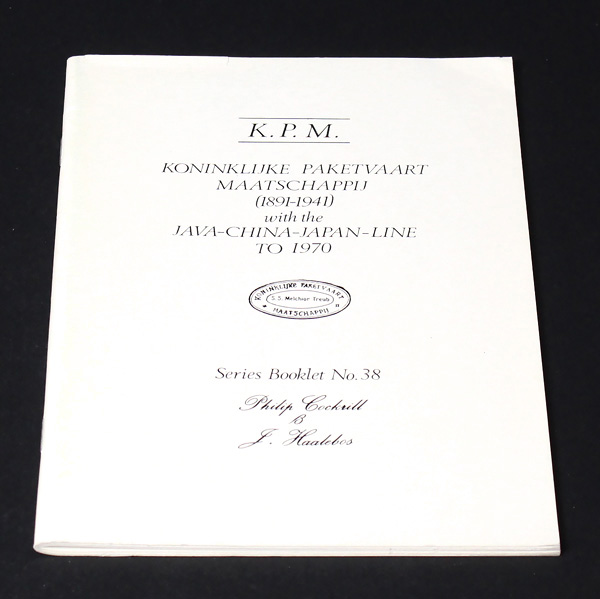 K.P.M.
KONINKLIJKE PAKETVAART
MAATSCHAPPIJ
(1891-1941)
with the
JAVA-CHINA-JAPAN-LINE
TO 1970
KONINKLIJKE PAKETVAART
S.S. Melchior Treub
MAATSCHAPPIJ
Series Booklet No. 38
Philip Cockrill
&
J. Haalebos